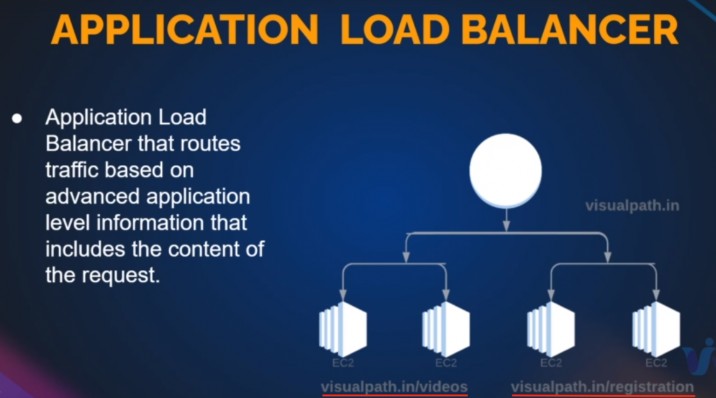 APPLICATION LOAD BALANCER
● Application Load
Balancer that routes
traffic based on
advanced application
level information that
includes the content of
the request.
visualpath.in
EC2
EC2
EC2
EC2
visualpath.in/videos
visualpath.in/registration